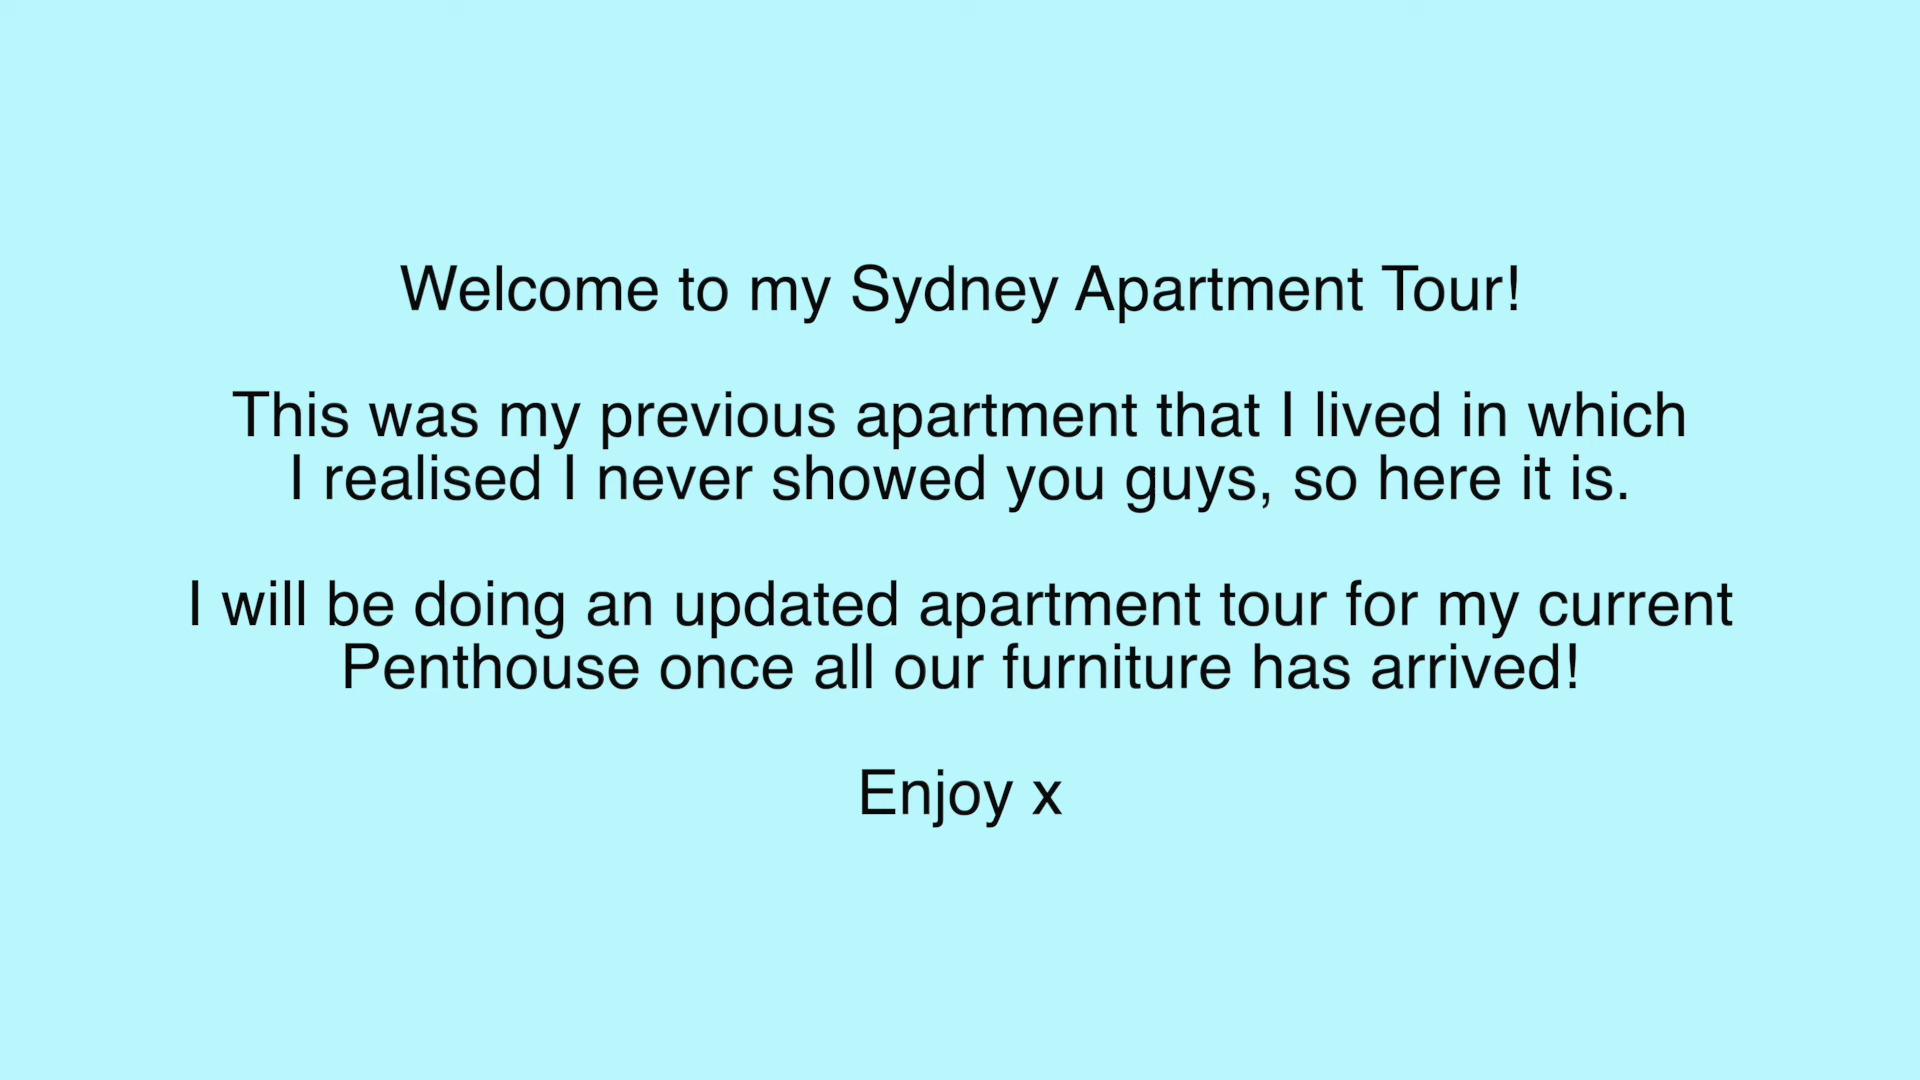 Welcome to my Sydney Apartment Tour!
This was my previous apartment that I lived in which
I realised I never showed you guys, so here it is.
I will be doing an updated apartment tour for my current
Penthouse once all our furniture has arrived!
Enjoy x